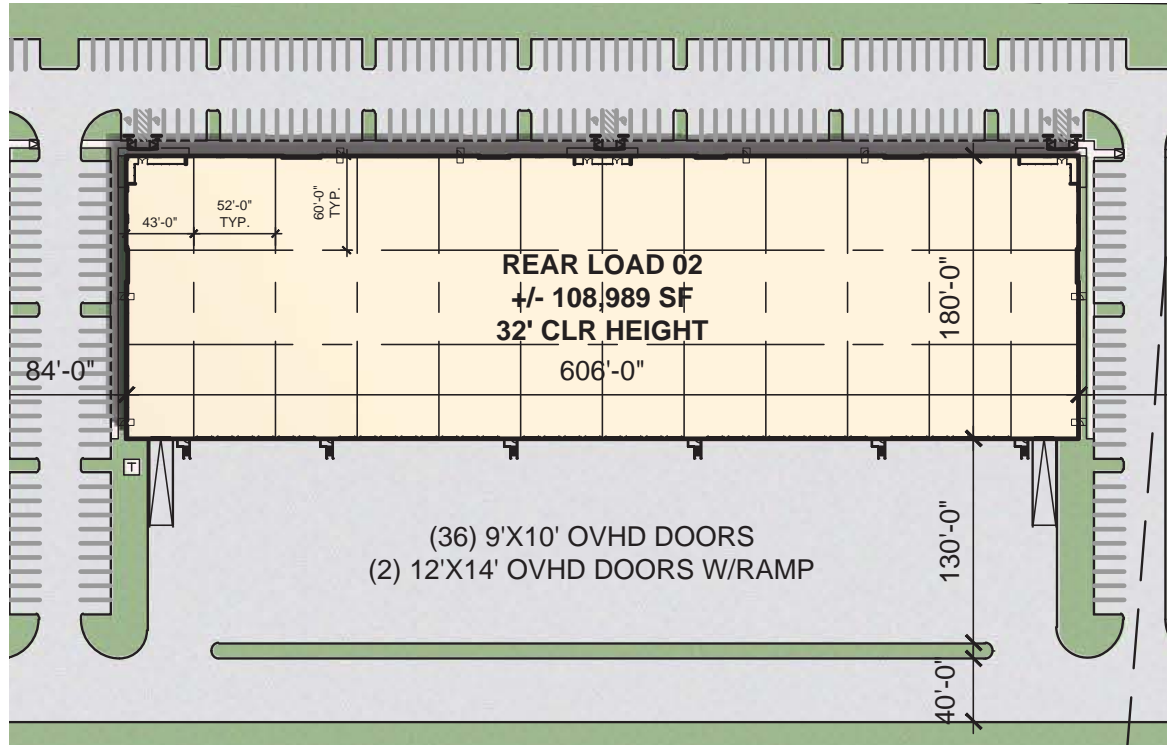 43'-0"
52'-0"
TYP.
60'-0"
TYP.
REAR LOAD 02
+/- 108,989 SF
32' CLR HEIGHT
180'-0"
84'-0"
606'-0"
T
(36) 9'X10' OVHD DOORS
(2) 12'X14' OVHD DOORS W/RAMP
130'-0"
40'-0"